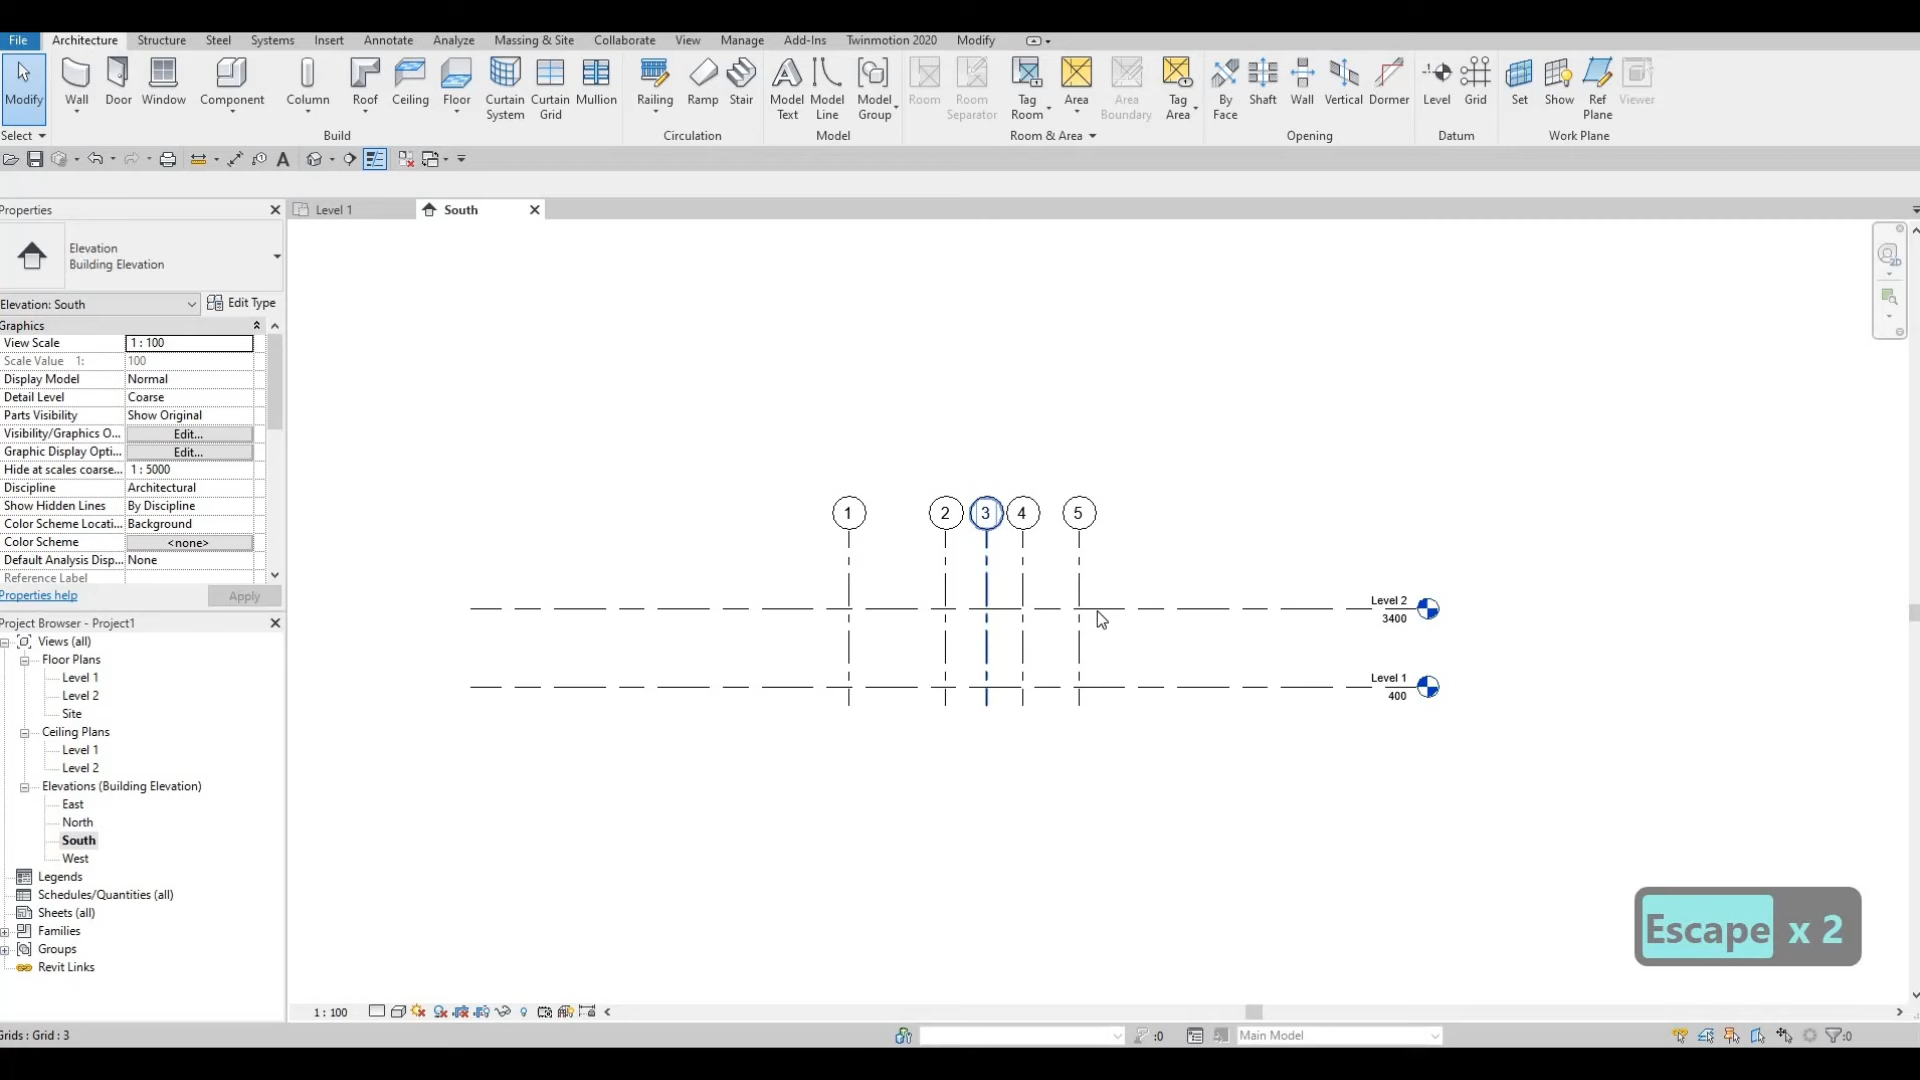 File Architecture Structure Steel Systems Insert Annotate Analyze Massing & Site Collaborate View Manage Add-Ins Twinmotion 2020 Modify
Modify Wall Door Window Component Column Roof Ceiling Floor Curtain System Curtain Grid Mullion Railing Ramp Stair Model Text Model Line Model Group Room Room Separator Tag Room Area Area Boundary Tag Area By Face Shaft Wall Vertical Dormer Level Grid Set Show Ref Plane Viewer
Select Build Circulation Model Room & Area Opening Datum Work Plane
Properties
Level 1
South
Elevation
Building Elevation
Elevation: South Edit Type
Graphics
View Scale 1 : 100
Scale Value 1: 100
Display Model Normal
Detail Level Coarse
Parts Visibility Show Original
Visibility/Graphics O... Edit...
Graphic Display Opti... Edit...
Hide at scales coarse... 1 : 5000
Discipline Architectural
Show Hidden Lines By Discipline
Color Scheme Locati... Background
Color Scheme <none>
Default Analysis Disp... None
Reference Label
Properties help Apply
Project Browser - Project1
Views (all)
Floor Plans
Level 1
Level 2
Site
Ceiling Plans
Level 1
Level 2
Elevations (Building Elevation)
East
North
South
West
Legends
Schedules/Quantities (all)
Sheets (all)
Families
Groups
Revit Links
1 2 3 4 5
Level 2
3400
Level 1
400
2D
Escape x 2
1 : 100
Grids : Grid : 3
:0
Main Model
:0